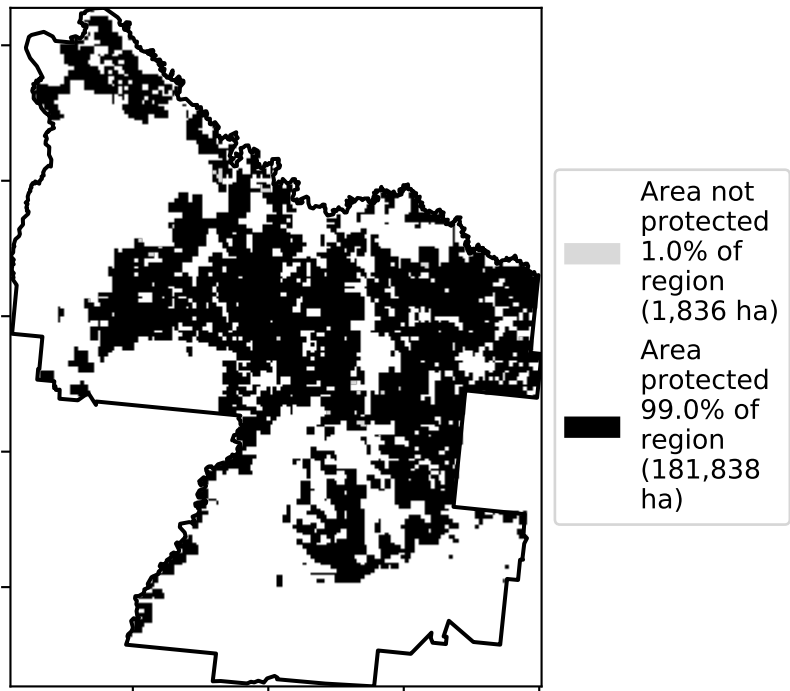 Area not
protected
1.0% of
region
(1,836 ha)
Area
protected
99.0% of
region
(181,838
ha)